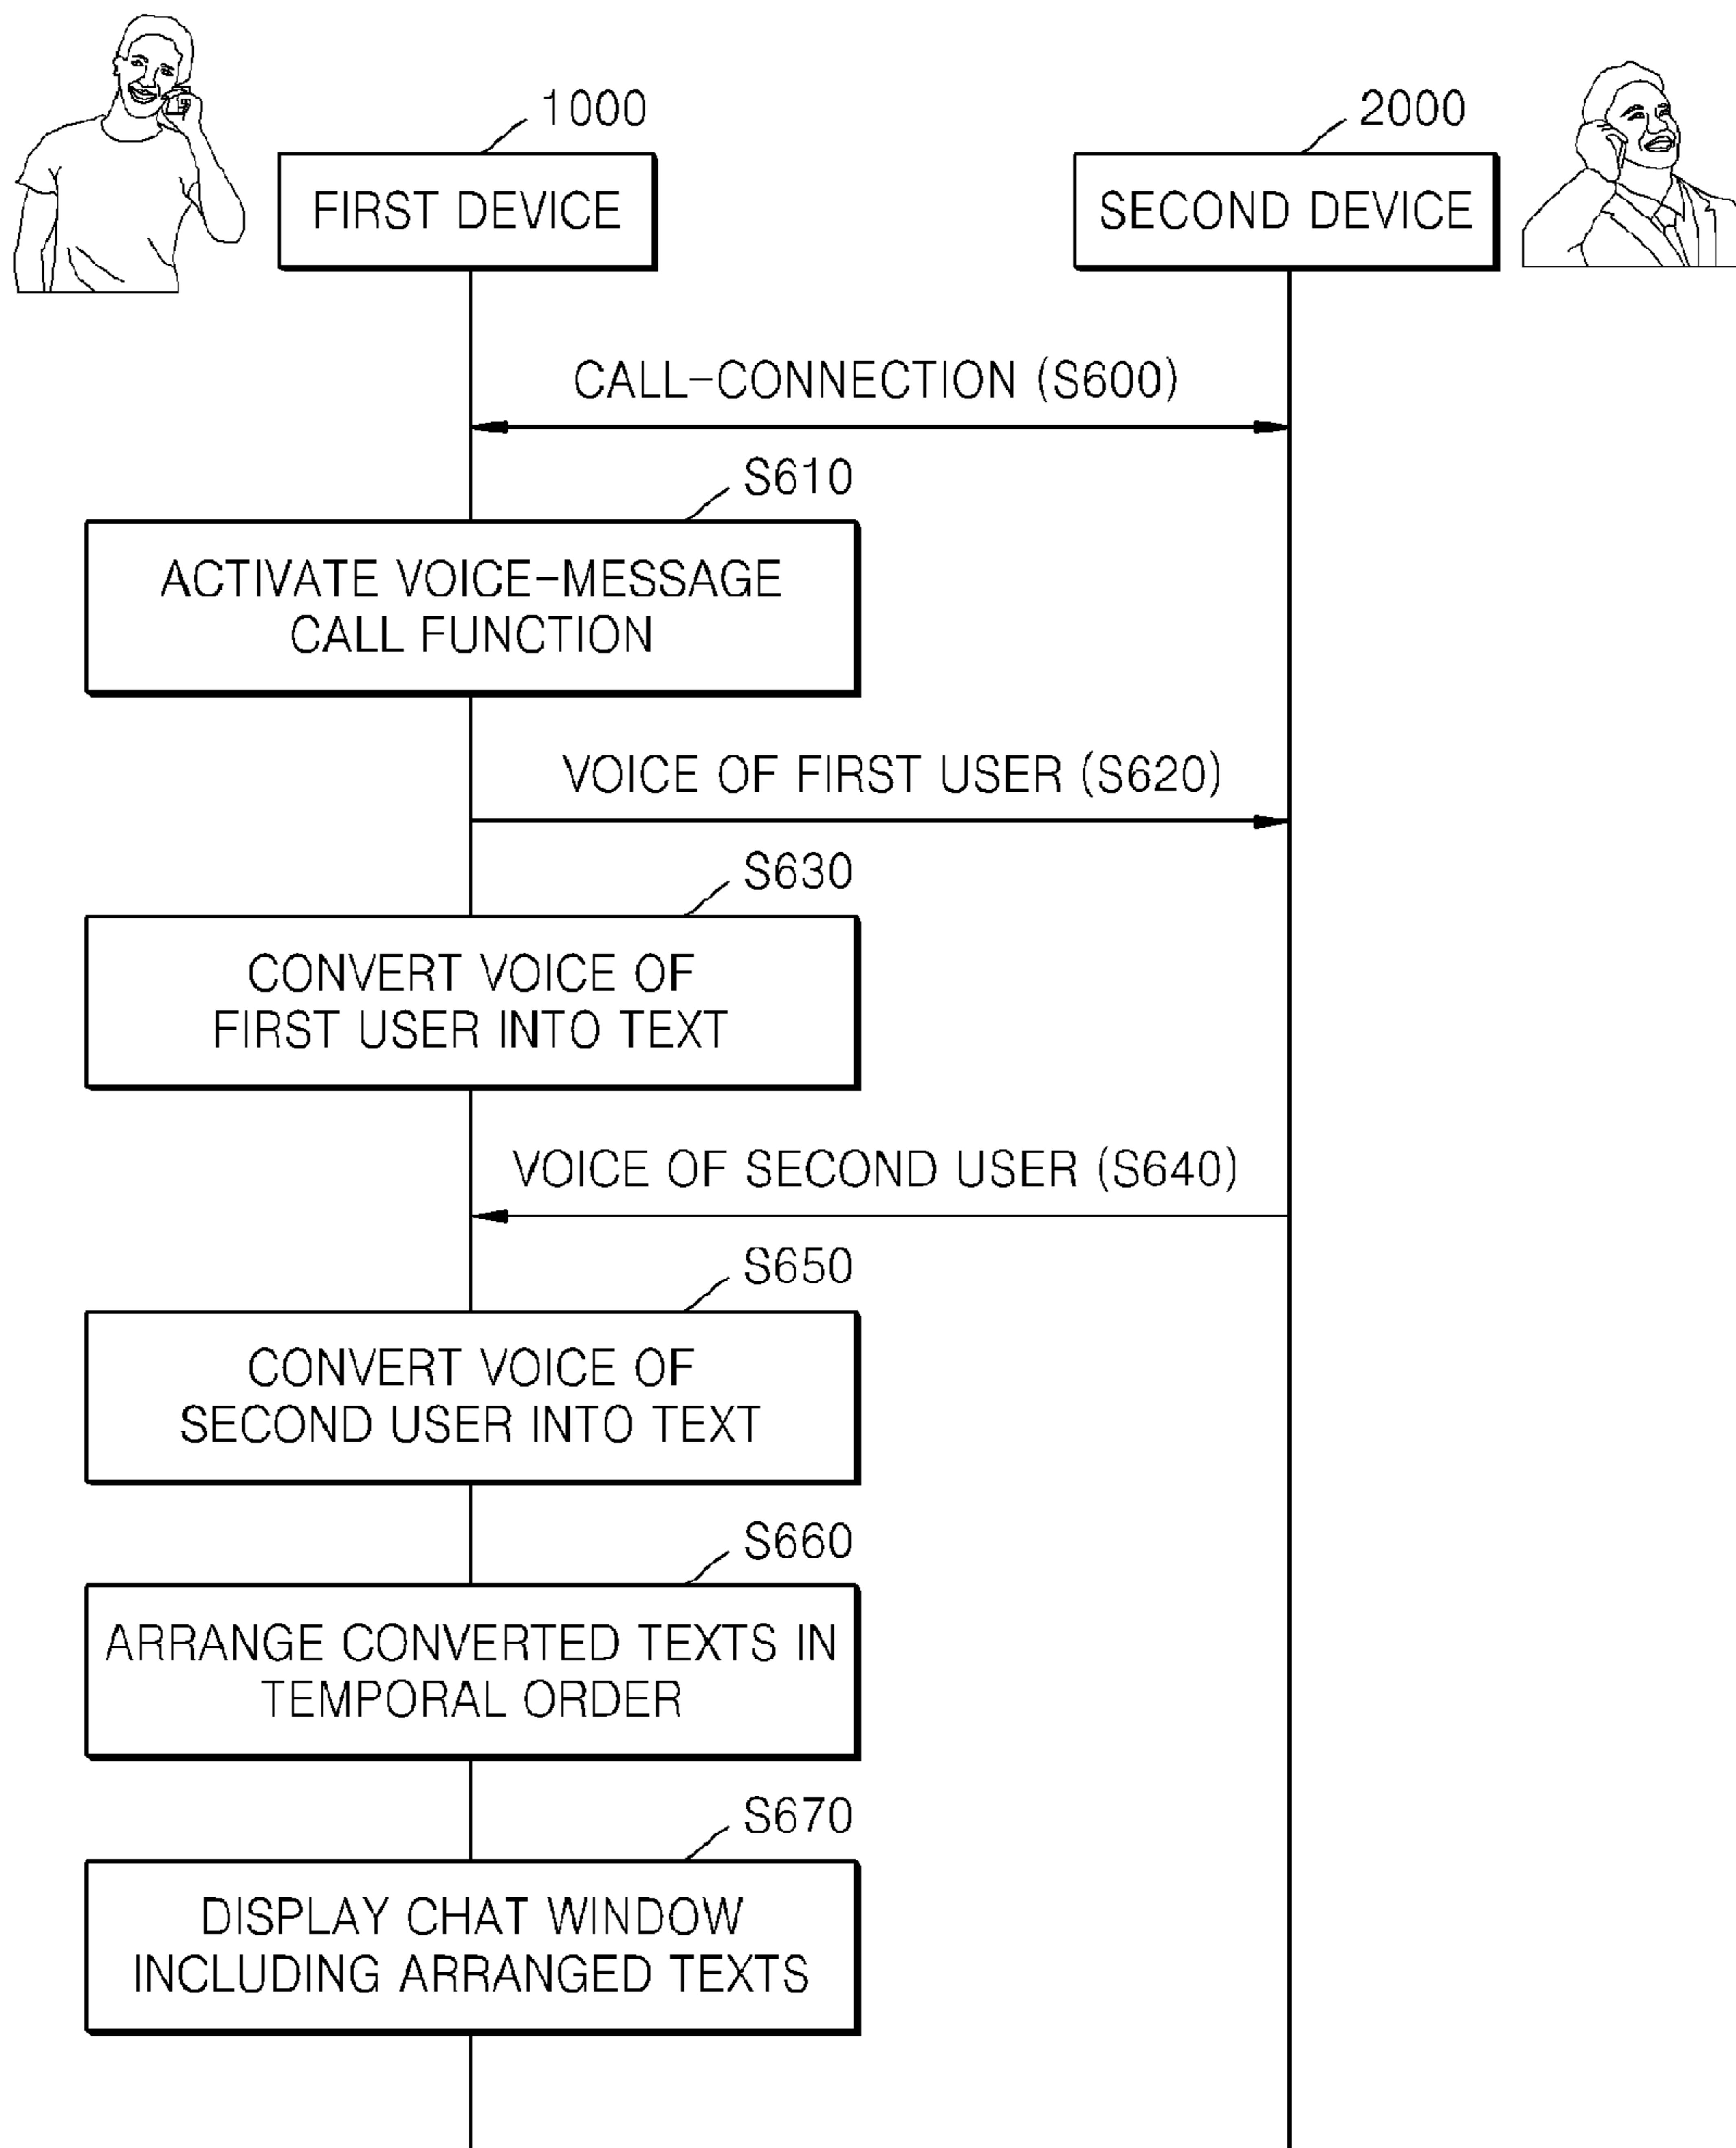 1000
2000
FIRST DEVICE
SECOND DEVICE
CALL-CONNECTION (S600)
S610
ACTIVATE VOICE-MESSAGE
CALL FUNCTION
VOICE OF FIRST USER (S620)
S630
CONVERT VOICE OF
FIRST USER INTO TEXT
VOICE OF SECOND USER (S640)
S650
CONVERT VOICE OF
SECOND USER INTO TEXT
S660
ARRANGE CONVERTED TEXTS IN
TEMPORAL ORDER
S670
DISPLAY CHAT WINDOW
INCLUDING ARRANGED TEXTS